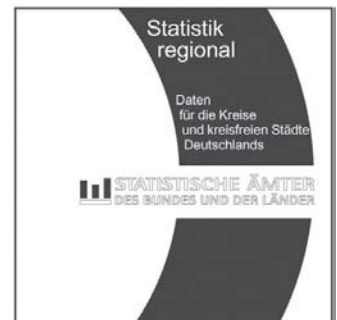 Statistik
regional
Daten
für die Kreise
und kreisfreien Städte
Deutschlands
STATISTISCHE ÄMTER
DES BUNDES UND DER LÄNDER